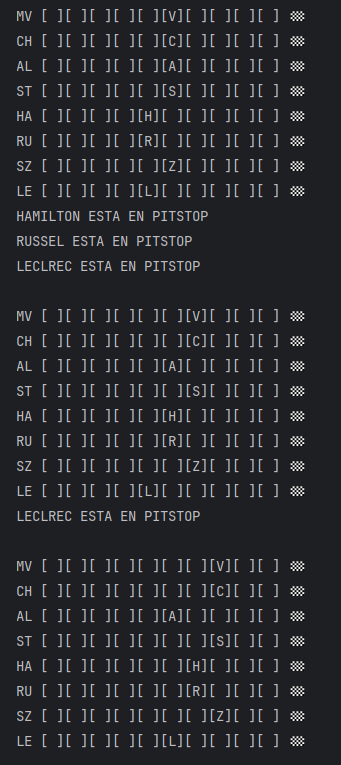 MV [ ][ ][ ][ ][ ][V][ ][ ][ ][ ] 🏁
CH [ ][ ][ ][ ][ ][C][ ][ ][ ][ ] 🏁
AL [ ][ ][ ][ ][ ][A][ ][ ][ ][ ] 🏁
ST [ ][ ][ ][ ][ ][S][ ][ ][ ][ ] 🏁
HA [ ][ ][ ][ ][H][ ][ ][ ][ ][ ] 🏁
RU [ ][ ][ ][ ][R][ ][ ][ ][ ][ ] 🏁
SZ [ ][ ][ ][ ][ ][Z][ ][ ][ ][ ] 🏁
LE [ ][ ][ ][ ][L][ ][ ][ ][ ][ ] 🏁
HAMILTON ESTA EN PITSTOP
RUSSEL ESTA EN PITSTOP
LECLREC ESTA EN PITSTOP
MV [ ][ ][ ][ ][ ][ ][V][ ][ ][ ] 🏁
CH [ ][ ][ ][ ][ ][ ][C][ ][ ][ ] 🏁
AL [ ][ ][ ][ ][ ][A][ ][ ][ ][ ] 🏁
ST [ ][ ][ ][ ][ ][ ][S][ ][ ][ ] 🏁
HA [ ][ ][ ][ ][ ][H][ ][ ][ ][ ] 🏁
RU [ ][ ][ ][ ][ ][R][ ][ ][ ][ ] 🏁
SZ [ ][ ][ ][ ][ ][ ][Z][ ][ ][ ] 🏁
LE [ ][ ][ ][ ][L][ ][ ][ ][ ][ ] 🏁
LECLREC ESTA EN PITSTOP
MV [ ][ ][ ][ ][ ][ ][ ][V][ ][ ] 🏁
CH [ ][ ][ ][ ][ ][ ][ ][C][ ][ ] 🏁
AL [ ][ ][ ][ ][ ][A][ ][ ][ ][ ] 🏁
ST [ ][ ][ ][ ][ ][ ][ ][S][ ][ ] 🏁
HA [ ][ ][ ][ ][ ][ ][H][ ][ ][ ] 🏁
RU [ ][ ][ ][ ][ ][ ][R][ ][ ][ ] 🏁
SZ [ ][ ][ ][ ][ ][ ][ ][Z][ ][ ] 🏁
LE [ ][ ][ ][ ][ ][L][ ][ ][ ][ ] 🏁